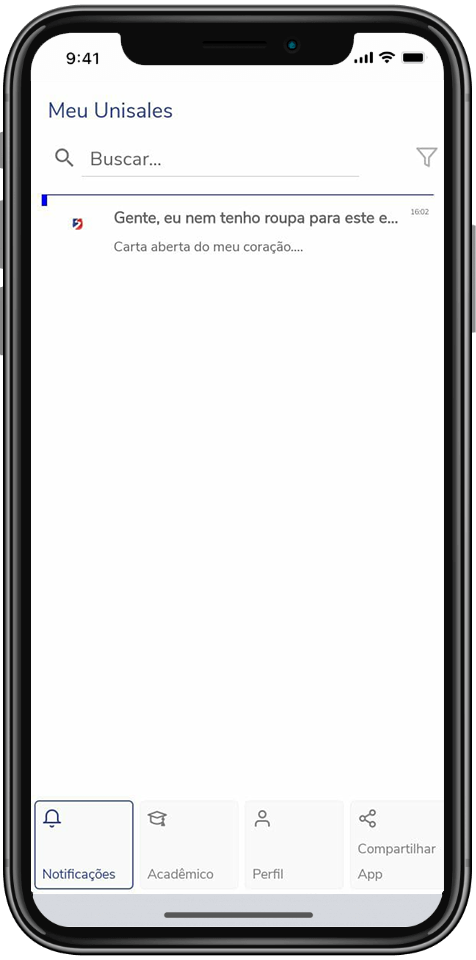 9:41
Meu Unisales
Buscar...
Gente, eu nem tenho roupa para este e...
16:02
Carta aberta do meu coração....
Notificações
Acadêmico
Perfil
Compartilhar
App